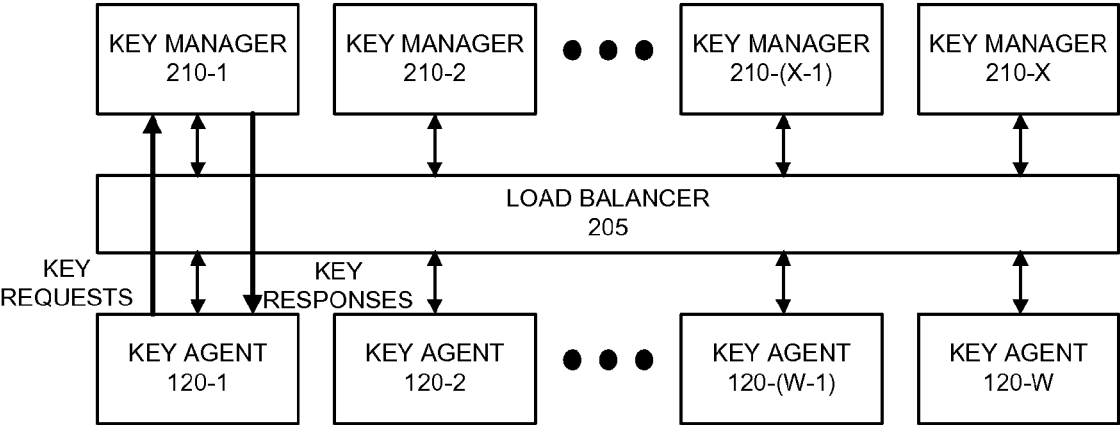 KEY MANAGER
210-1
KEY MANAGER
210-2
KEY MANAGER
210-(X-1)
KEY MANAGER
210-X
LOAD BALANCER
205
KEY
REQUESTS
KEY
RESPONSES
KEY AGENT
120-1
KEY AGENT
120-2
KEY AGENT
120-(W-1)
KEY AGENT
120-W